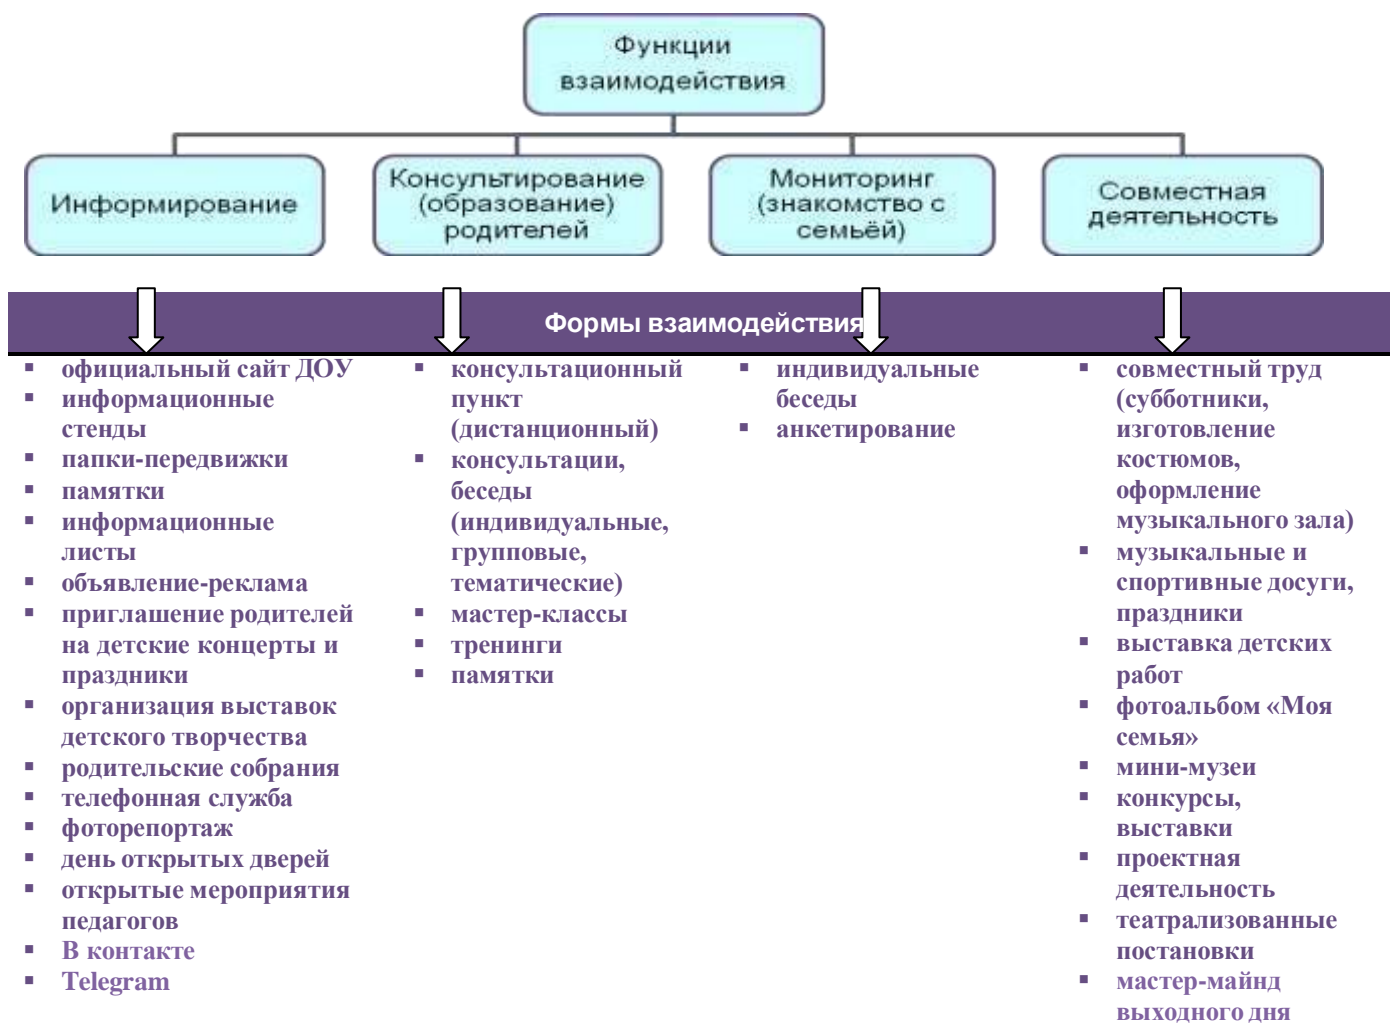 Функции
взаимодействия
Информирование
Консультирование
(образование)
родителей
Мониторинг
(знакомство с
семьёй)
Совместная
деятельность
Формы взаимодействия
▪ официальный сайт ДОУ
▪ информационные
стенды
▪ папки-передвижки
▪ памятки
▪ информационные
листы
▪ объявление-реклама
▪ приглашение родителей
на детские концерты и
праздники
▪ организация выставок
детского творчества
▪ родительские собрания
▪ телефонная служба
▪ фоторепортаж
▪ день открытых дверей
▪ открытые мероприятия
педагогов
▪ В контакте
▪ Telegram
▪ консультационный
пункт
(дистанционный)
▪ консультации,
беседы
(индивидуальные,
групповые,
тематические)
▪ мастер-классы
▪ тренинги
▪ памятки
▪ индивидуальные
беседы
▪ анкетирование
▪ совместный труд
(субботники,
изготовление
костюмов,
оформление
музыкального зала)
▪ музыкальные и
спортивные досуги,
праздники
▪ выставка детских
работ
▪ фотоальбом «Моя
семья»
▪ мини-музеи
▪ конкурсы,
выставки
▪ проектная
деятельность
▪ театрализованные
постановки
▪ мастер-майнд
выходного дня